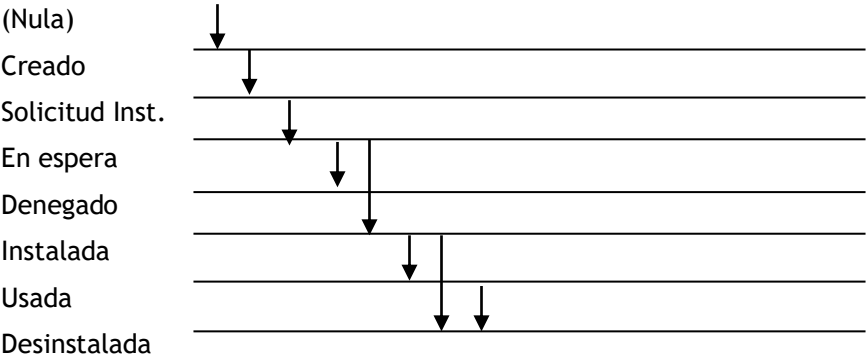 (Nula)
Creado
Solicitud Inst.
En espera
Denegado
Instalada
Usada
Desinstalada